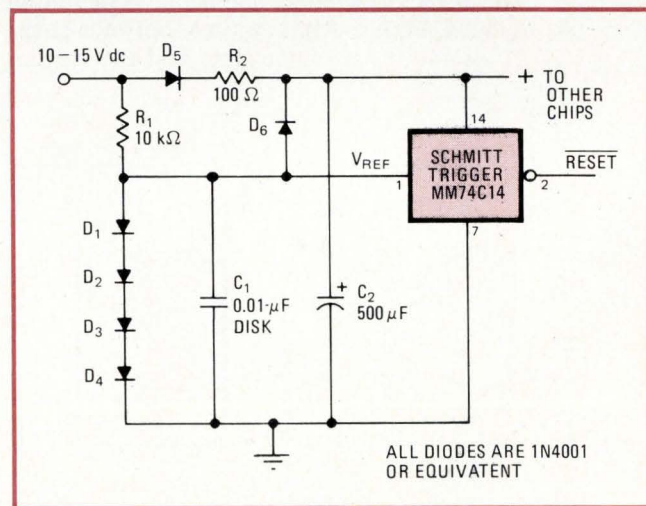 10–15 V dc
D5
R2
100 Ω
+ TO
OTHER
CHIPS
R1
10 kΩ
D6
14
VREF
1
SCHMITT
TRIGGER
MM74C14
2
RESET
7
D1
D2
D3
D4
C1
0.01-μF
DISK
+
C2
500 μF
ALL DIODES ARE 1N4001
OR EQUIVATENT